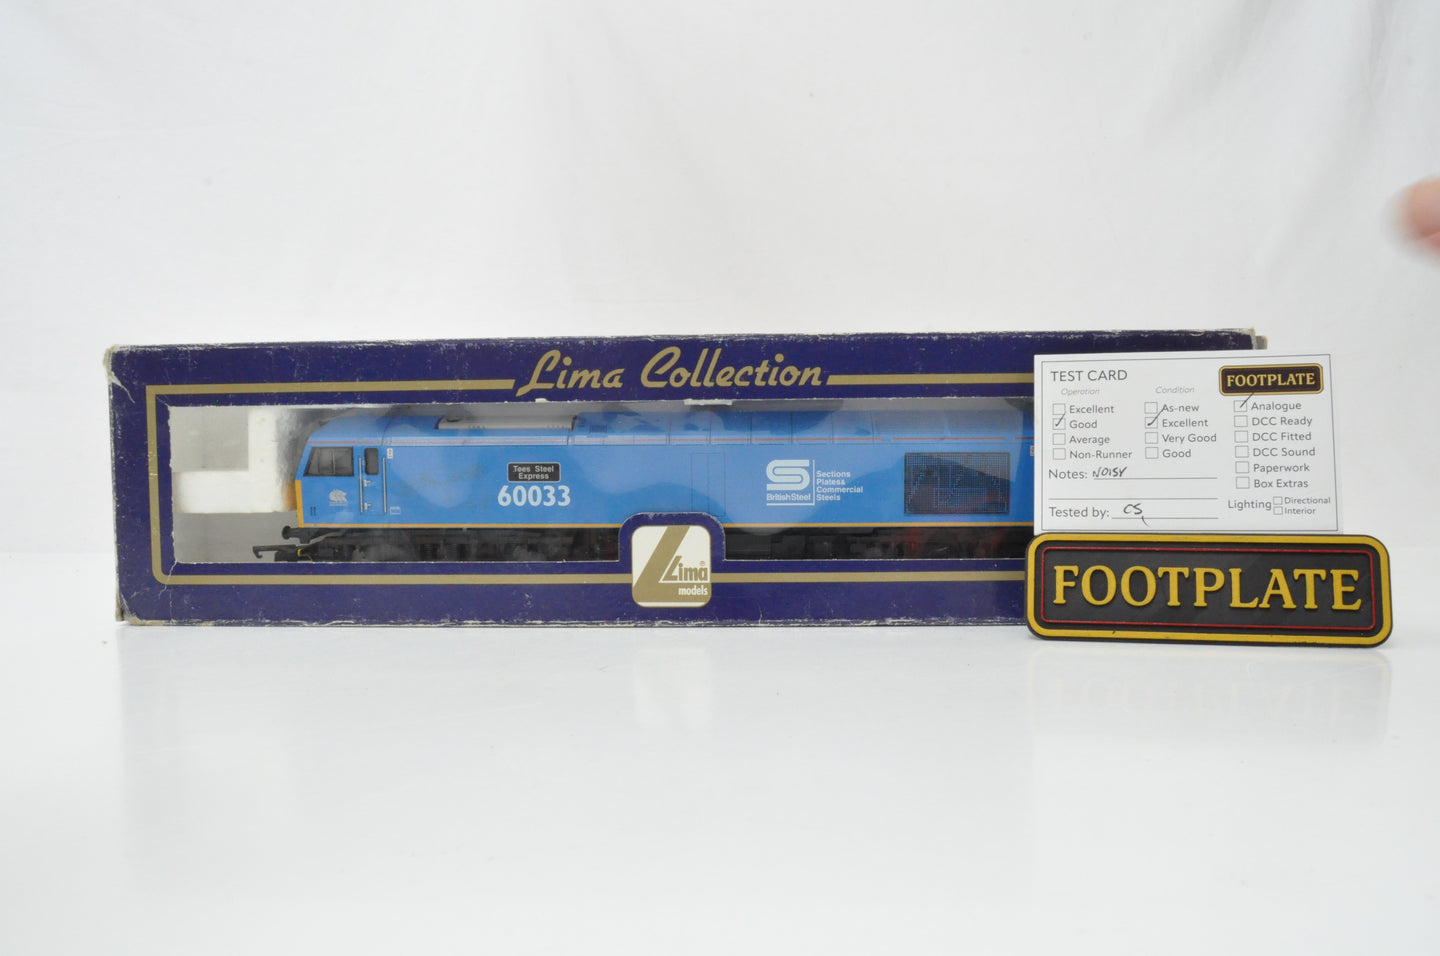 Lima Collection
Tees Steel
Express
60033
British Steel
Sections
Plates&
Commercial
Steels
Lima
models
TEST CARD
FOOTPLATE
Operation
Condition
Excellent
Good
Average
Non-Runner
As-new
Excellent
Very Good
Good
Analogue
DCC Ready
DCC Fitted
DCC Sound
Paperwork
Box Extras
Notes: NOISY
Lighting
Directional
Interior
Tested by: CS
FOOTPLATE